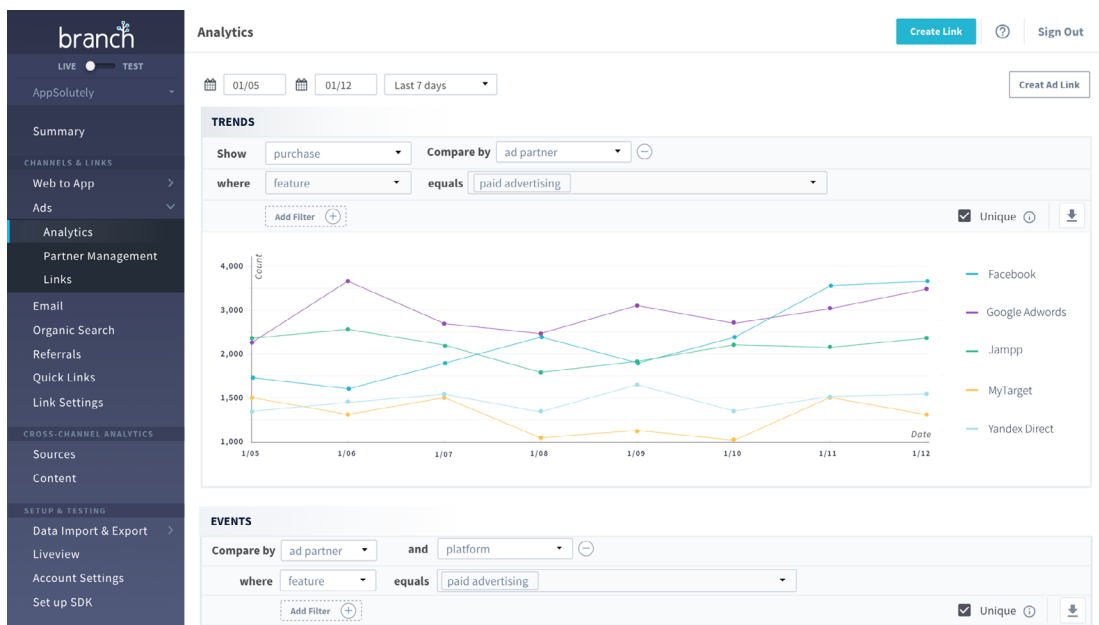 branch
LIVE TEST
AppSolutely
Summary
CHANNELS & LINKS
Web to App
Ads
Analytics
Partner Management
Links
Email
Organic Search
Referrals
Quick Links
Link Settings
CROSS-CHANNEL ANALYTICS
Sources
Content
SETUP & TESTING
Data Import & Export
Liveview
Account Settings
Set up SDK
Analytics
Create Link
?
Sign Out
01/05 01/12 Last 7 days
Creat Ad Link
TRENDS
Show purchase Compare by ad partner
where feature equals paid advertising
Add Filter
Unique
Count
4,000
3,000
2,000
1,500
1,000
Date
1/05 1/06 1/07 1/08 1/09 1/10 1/11 1/12
Facebook
Google Adwords
Jampp
MyTarget
Yandex Direct
EVENTS
Compare by ad partner and platform
where feature equals paid advertising
Add Filter
Unique